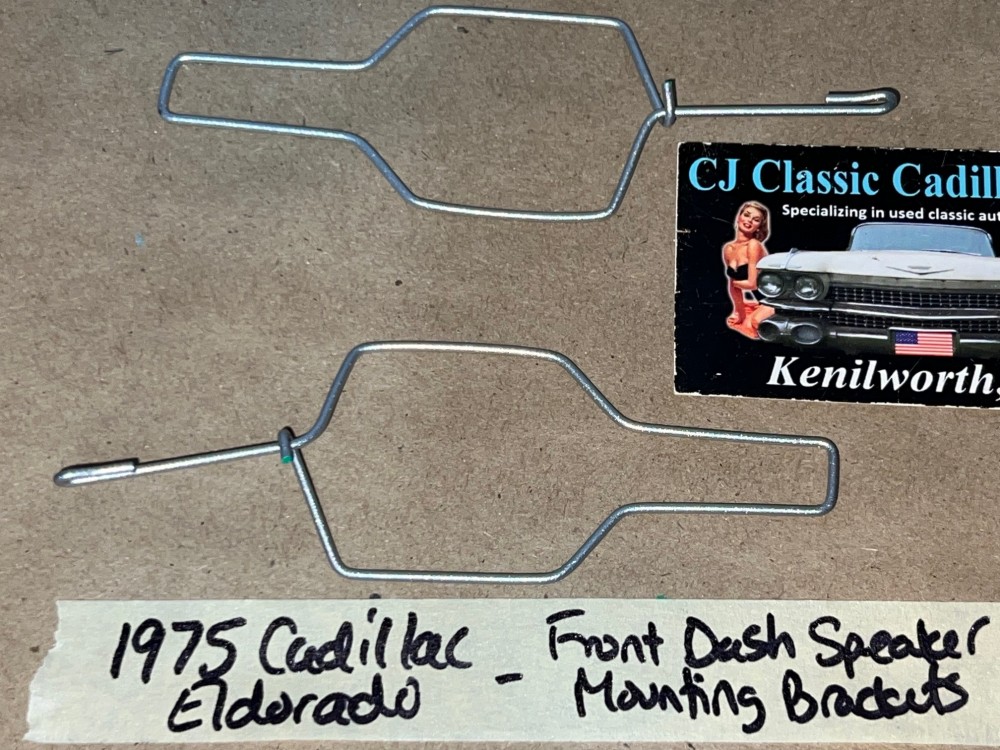 CJ Classic Cadill
Specializing in used classic aut
Kenilworth,
1975 Cadillac - Front Dash Speaker
Eldorado Mounting Brackets